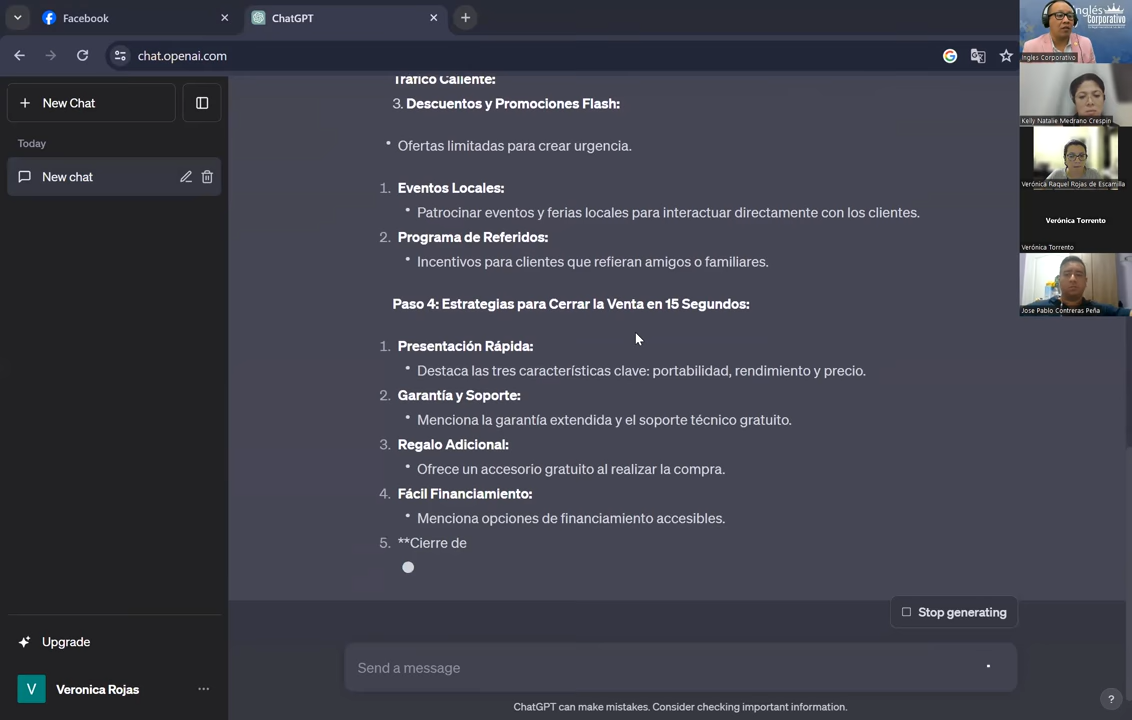 Facebook
ChatGPT
chat.openai.com
New Chat
Today
New chat
Upgrade
V
Veronica Rojas
Tráfico Caliente:
3. Descuentos y Promociones Flash:
Ofertas limitadas para crear urgencia.
1. Eventos Locales:
Patrocinar eventos y ferias locales para interactuar directamente con los clientes.
2. Programa de Referidos:
Incentivos para clientes que refieran amigos o familiares.
Paso 4: Estrategias para Cerrar la Venta en 15 Segundos:
1. Presentación Rápida:
Destaca las tres características clave: portabilidad, rendimiento y precio.
2. Garantía y Soporte:
Menciona la garantía extendida y el soporte técnico gratuito.
3. Regalo Adicional:
Ofrece un accesorio gratuito al realizar la compra.
4. Fácil Financiamiento:
Menciona opciones de financiamiento accesibles.
5. **Cierre de
Stop generating
Send a message
ChatGPT can make mistakes. Consider checking important information.
?
Inglés
Corporativo
Ingles Corporativo
Kelly Natalie Medrano Crespin
Verónica Raquel Rojas de Escamilla
Verónica Torrento
Verónica Torrento
Jose Pablo Contreras Peña